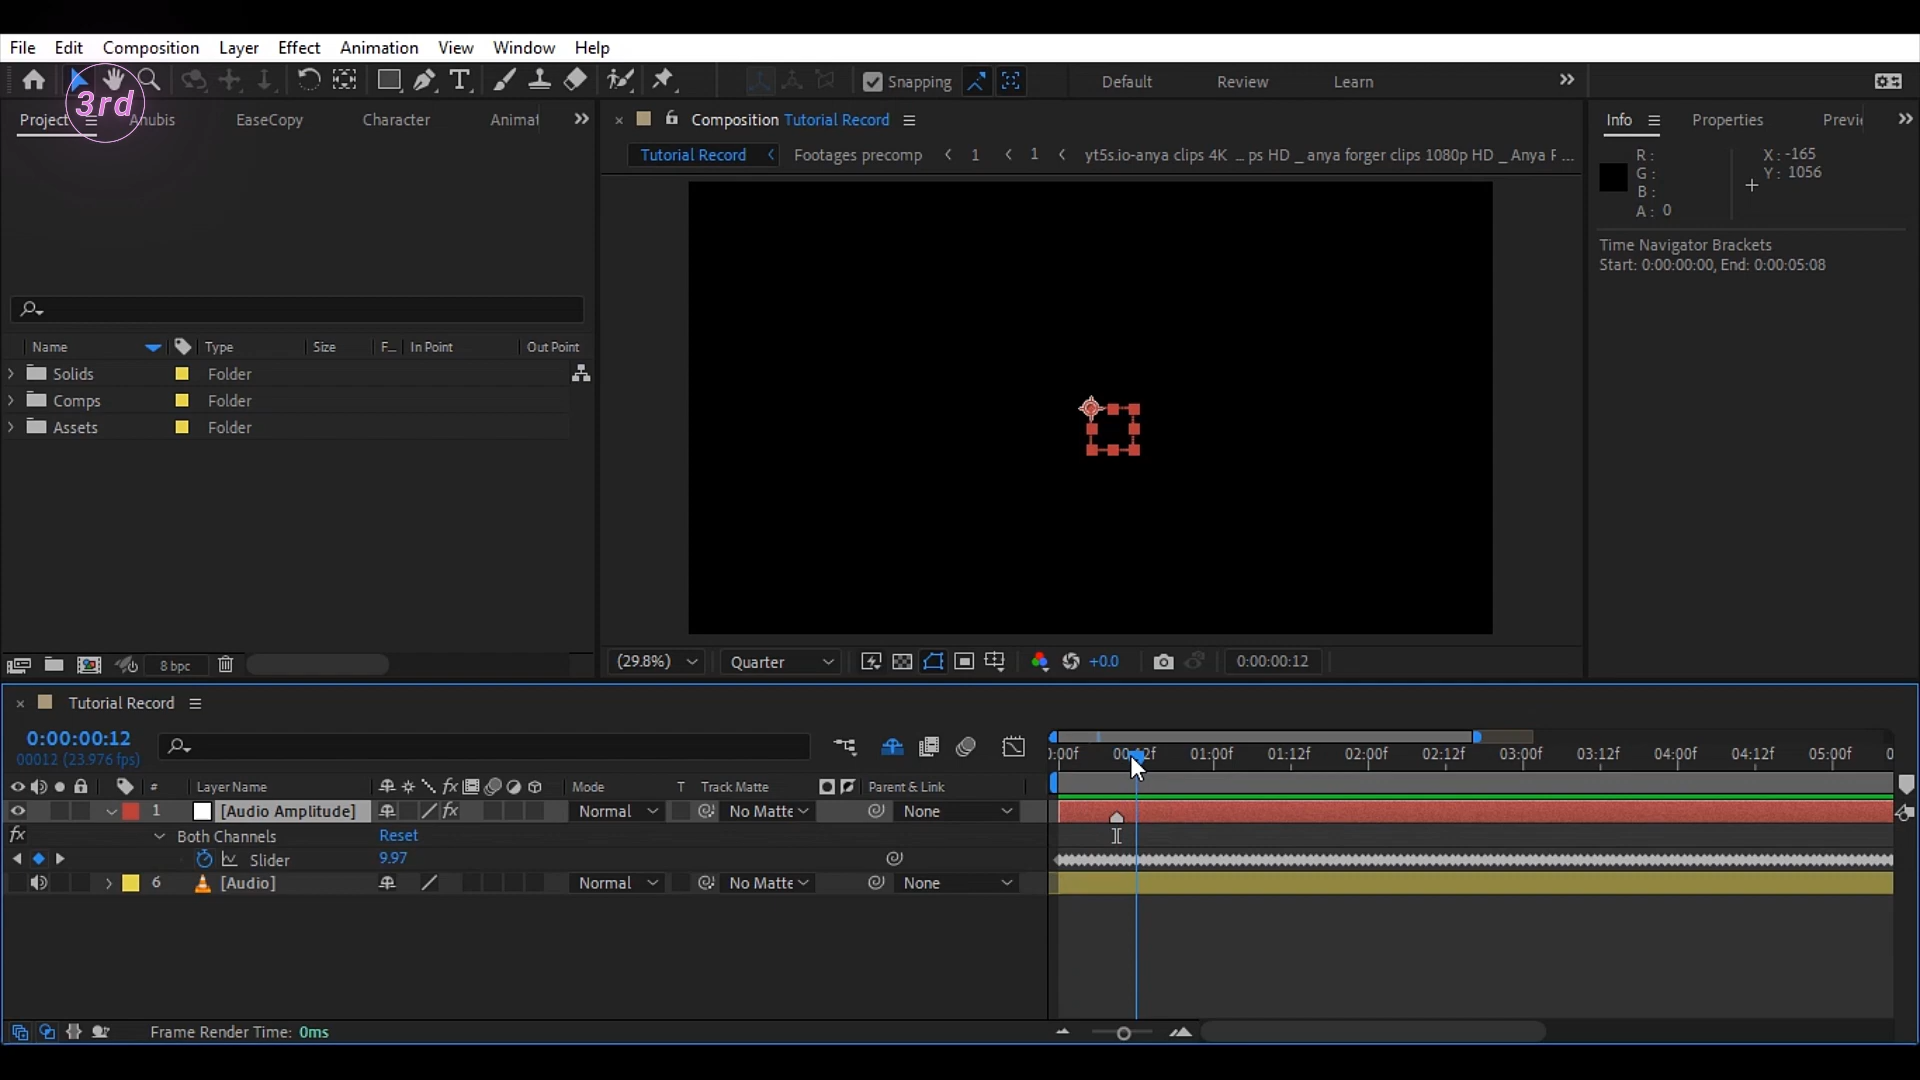 File Edit Composition Layer Effect Animation View Window Help
3rd
Snapping Default Review Learn
Project Anubis EaseCopy Character Animat
Composition Tutorial Record
Info Properties Previ
Tutorial Record Footages precomp 1 1 yt5s.io-anya clips 4K ... ps HD _ anya forger clips 1080p HD _ Anya F ...
R:
G:
B:
A: 0
X: -165
Y: 1056
Time Navigator Brackets
Start: 0:00:00:00, End: 0:00:05:08
Name Type Size F... In Point Out Point
Solids Folder
Comps Folder
Assets Folder
8 bpc
(29.8%) Quarter +0.0 0:00:00:12
Tutorial Record
0:00:00:12
00012 (23.976 fps)
0:00f 00:12f 01:00f 01:12f 02:00f 02:12f 03:00f 03:12f 04:00f 04:12f 05:00f 0
# Layer Name Mode T Track Matte Parent & Link
1 [Audio Amplitude] fx Normal No Matte None
fx Both Channels Reset
Slider 9.97
6 [Audio] Normal No Matte None
Frame Render Time: 0ms